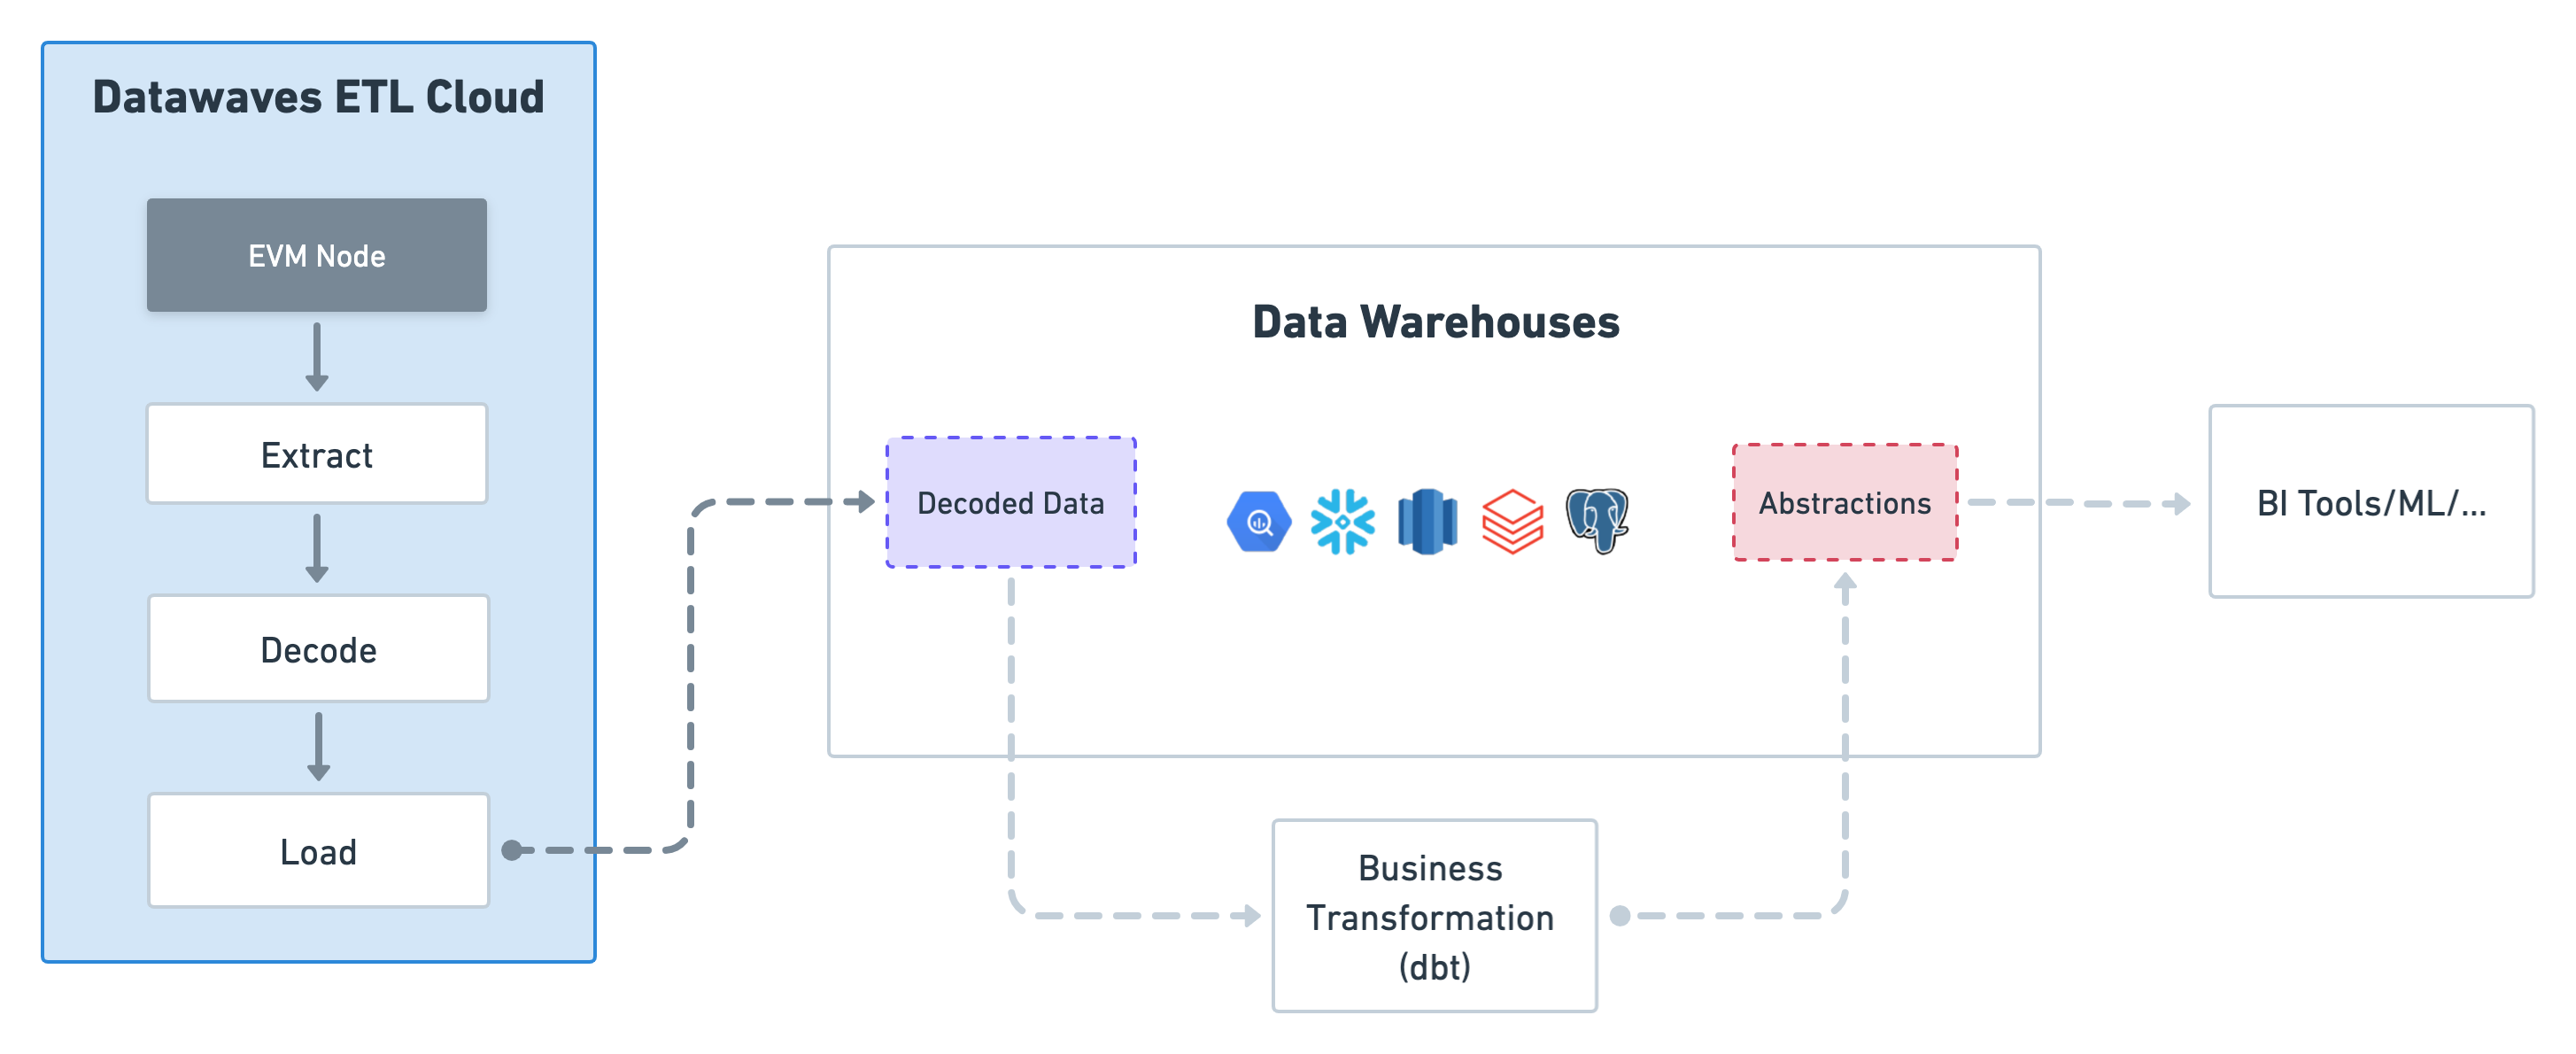 Datawaves ETL Cloud
EVM Node
Extract
Decode
Load
Data Warehouses
Decoded Data
Abstractions
Business
Transformation
(dbt)
BI Tools/ML/...